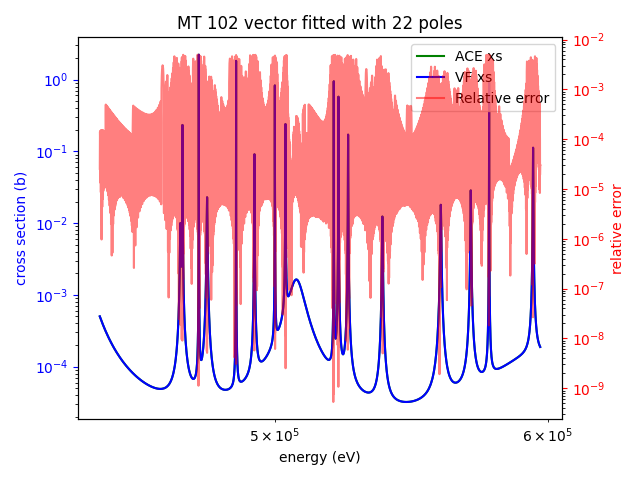 MT 102 vector fitted with 22 poles
ACE xs
VF xs
Relative error
cross section (b)
10⁰
10⁻¹
10⁻²
10⁻³
10⁻⁴
relative error
10⁻²
10⁻³
10⁻⁴
10⁻⁵
10⁻⁶
10⁻⁷
10⁻⁸
10⁻⁹
5 × 10⁵
6 × 10⁵
energy (eV)